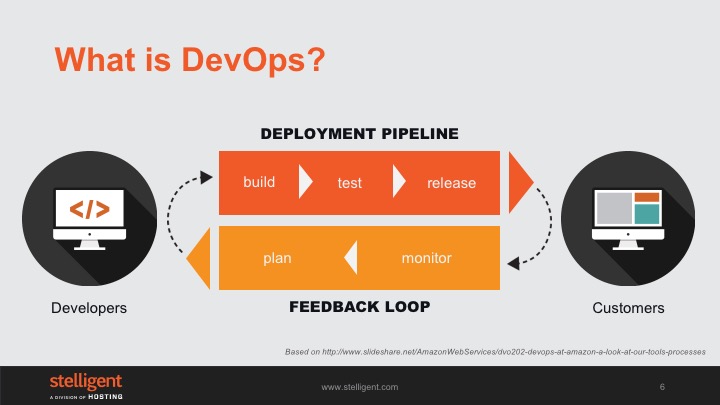 What is DevOps?
DEPLOYMENT PIPELINE
</>
build
test
release
plan
monitor
Developers
FEEDBACK LOOP
Customers
Based on http://www.slideshare.net/AmazonWebServices/dvo202-devops-at-amazon-a-look-at-our-tools-processes
stelligent
A DIVISION OF HOSTING
www.stelligent.com
6